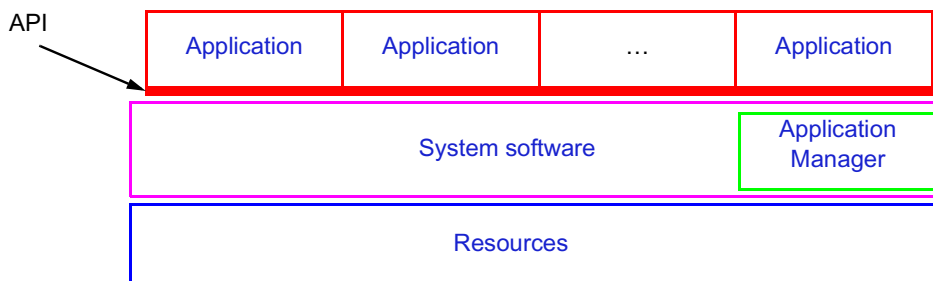 API
Application
Application
…
Application
System software
Application
Manager
Resources